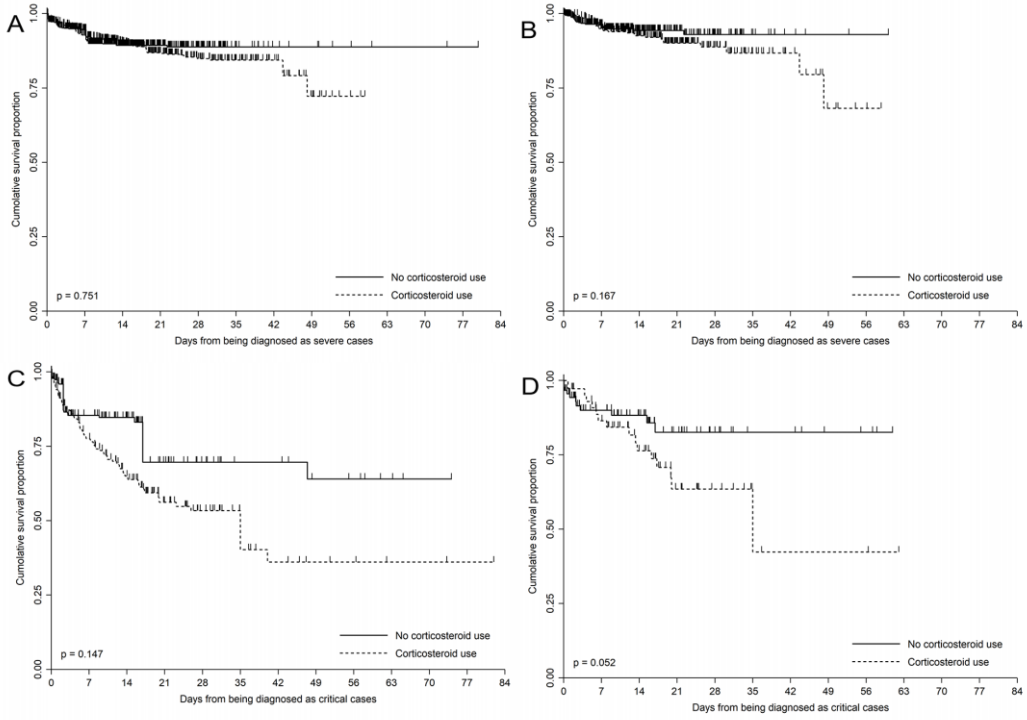 A
Cumolative survival proportion
1.00
0.75
0.50
0.25
0.00
No corticosteroid use
Corticosteroid use
p = 0.751
0 7 14 21 28 35 42 49 56 63 70 77 84
Days from being diagnosed as severe cases
B
Cumolative survival proportion
1.00
0.75
0.50
0.25
0.00
No corticosteroid use
Corticosteroid use
p = 0.167
0 7 14 21 28 35 42 49 56 63 70 77 84
Days from being diagnosed as severe cases
C
Cumolative survival proportion
1.00
0.75
0.50
0.25
0.00
No corticosteroid use
Corticosteroid use
p = 0.147
0 7 14 21 28 35 42 49 56 63 70 77 84
Days from being diagnosed as critical cases
D
Cumolative survival proportion
1.00
0.75
0.50
0.25
0.00
No corticosteroid use
Corticosteroid use
p = 0.052
0 7 14 21 28 35 42 49 56 63 70 77 84
Days from being diagnosed as critical cases